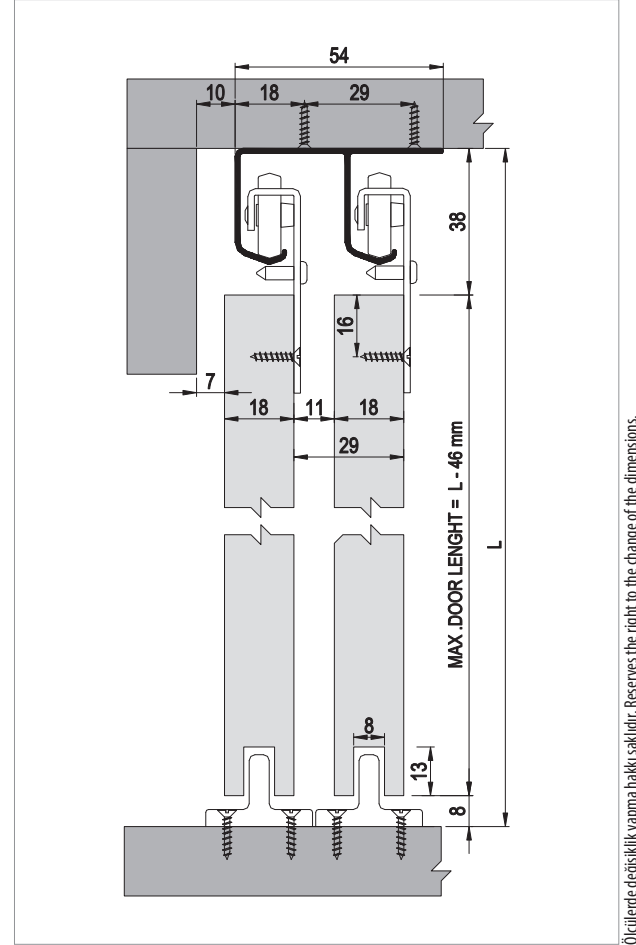 54
10 18 29
38
16
7
18 11 18
29
MAX .DOOR LENGHT = L - 46 mm
L
8
13
8
Ölçülerde değişiklik yapma hakkı saklıdır. Reserves the right to the change of the dimensions.